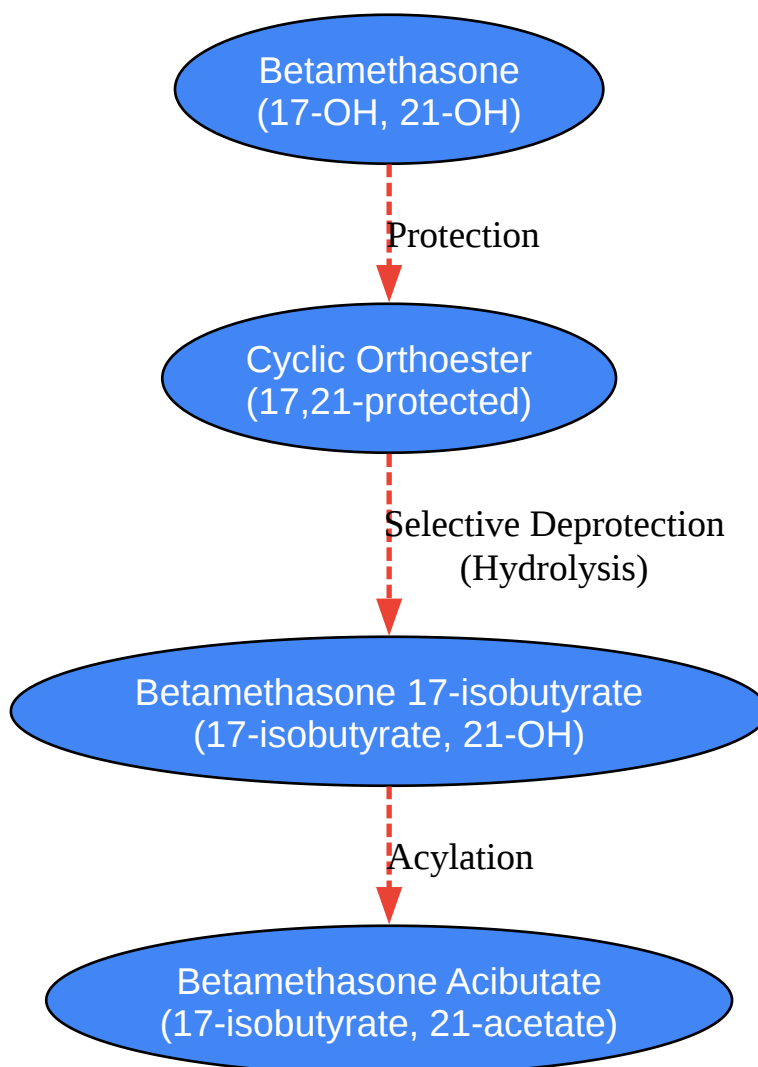 Betamethasone
(17-OH, 21-OH)
Protection
Cyclic Orthoester
(17,21-protected)
Selective Deprotection
(Hydrolysis)
Betamethasone 17-isobutyrate
(17-isobutyrate, 21-OH)
Acylation
Betamethasone Acibutate
(17-isobutyrate, 21-acetate)